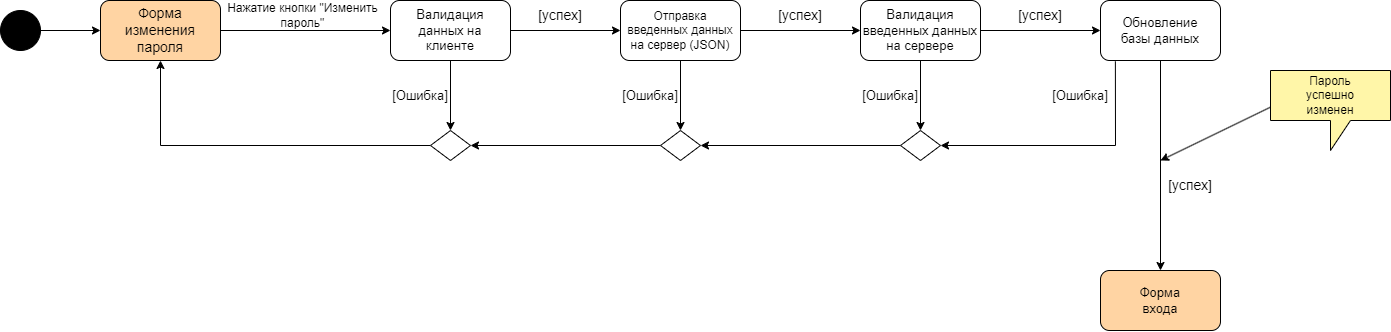 Форма
изменения
пароля
Нажатие кнопки "Изменить
пароль"
Валидация
данных на
клиенте
[успех]
Отправка
введенных данных
на сервер (JSON)
[успех]
Валидация
введенных данных
на сервере
[успех]
Обновление
базы данных
[Ошибка]
[Ошибка]
[Ошибка]
[Ошибка]
Пароль
успешно
изменен
[успех]
Форма
входа